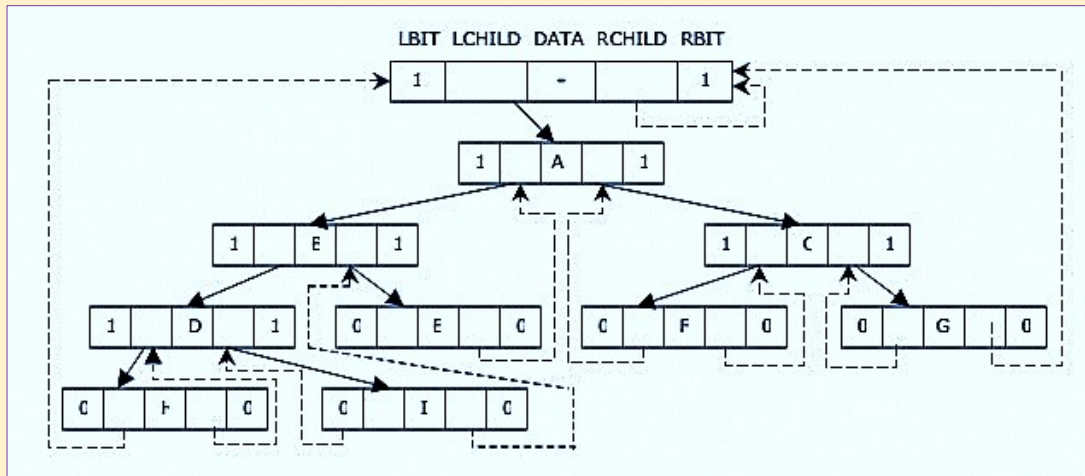 LBIT LCHILD DATA RCHILD RBIT
1 - 1
1 A 1
1 B 1
1 C 1
1 D 1
0 E 0
0 F 0
0 G 0
0 H 0
0 I 0